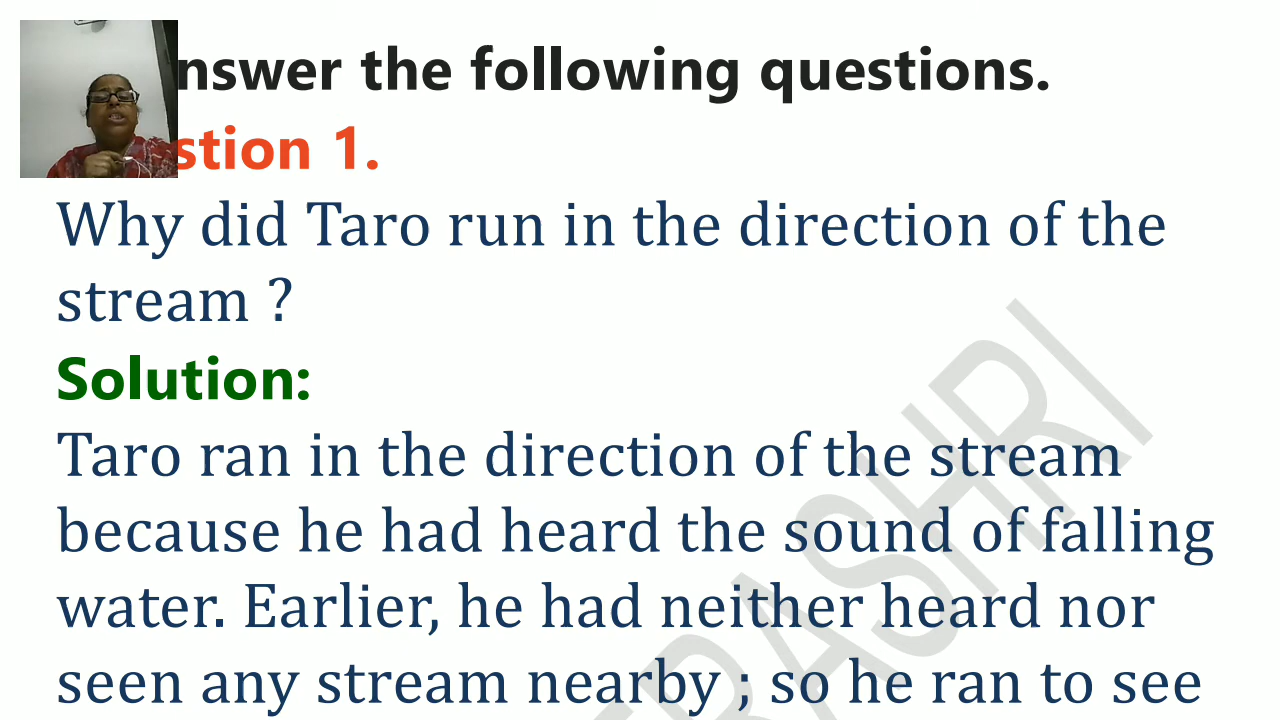 nswer the following questions.
stion 1.
Why did Taro run in the direction of the
stream ?
Solution:
Taro ran in the direction of the stream
because he had heard the sound of falling
water. Earlier, he had neither heard nor
seen any stream nearby ; so he ran to see
ERASHRI